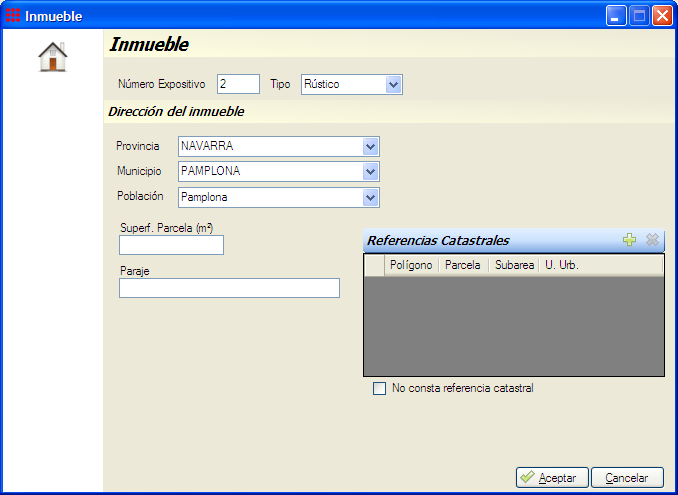 Inmueble
Inmueble
Número Expositivo 2 Tipo Rústico
Dirección del inmueble
Provincia NAVARRA
Municipio PAMPLONA
Población Pamplona
Superf. Parcela (m²)
Paraje
Referencias Catastrales
Polígono Parcela Subarea U. Urb.
No consta referencia catastral
Aceptar Cancelar